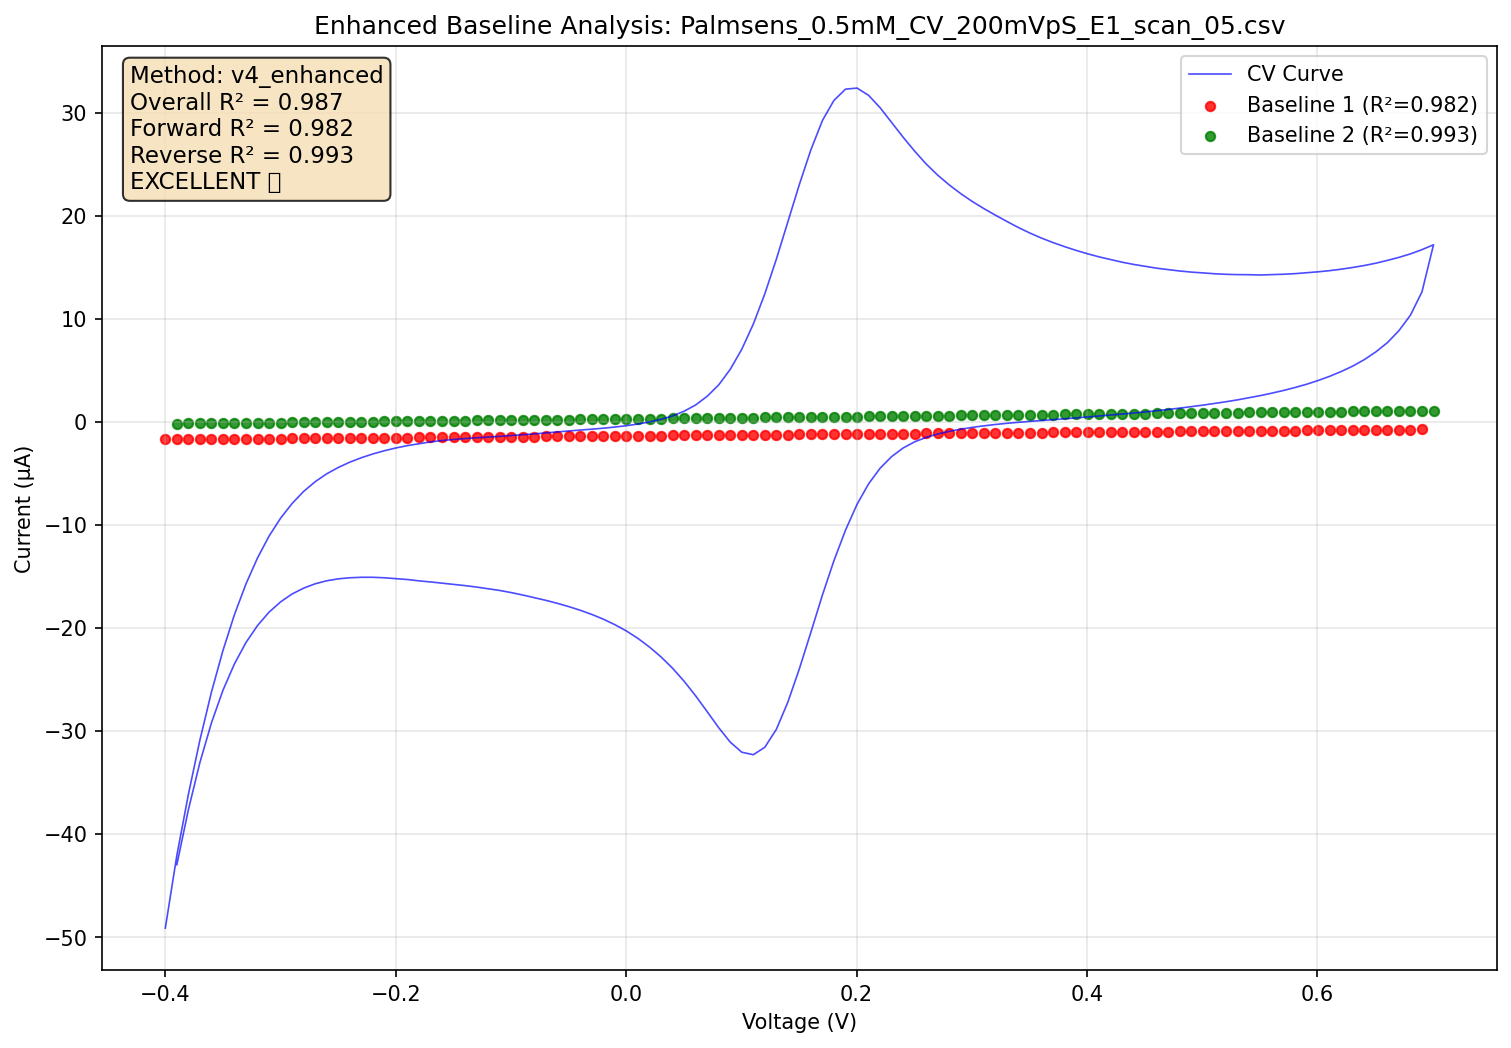 Enhanced Baseline Analysis: Palmsens_0.5mM_CV_200mVpS_E1_scan_05.csv
Method: v4_enhanced
Overall R² = 0.987
Forward R² = 0.982
Reverse R² = 0.993
EXCELLENT
CV Curve
Baseline 1 (R²=0.982)
Baseline 2 (R²=0.993)
30
20
10
0
−10
−20
−30
−40
−50
Current (µA)
−0.4
−0.2
0.0
0.2
0.4
0.6
Voltage (V)